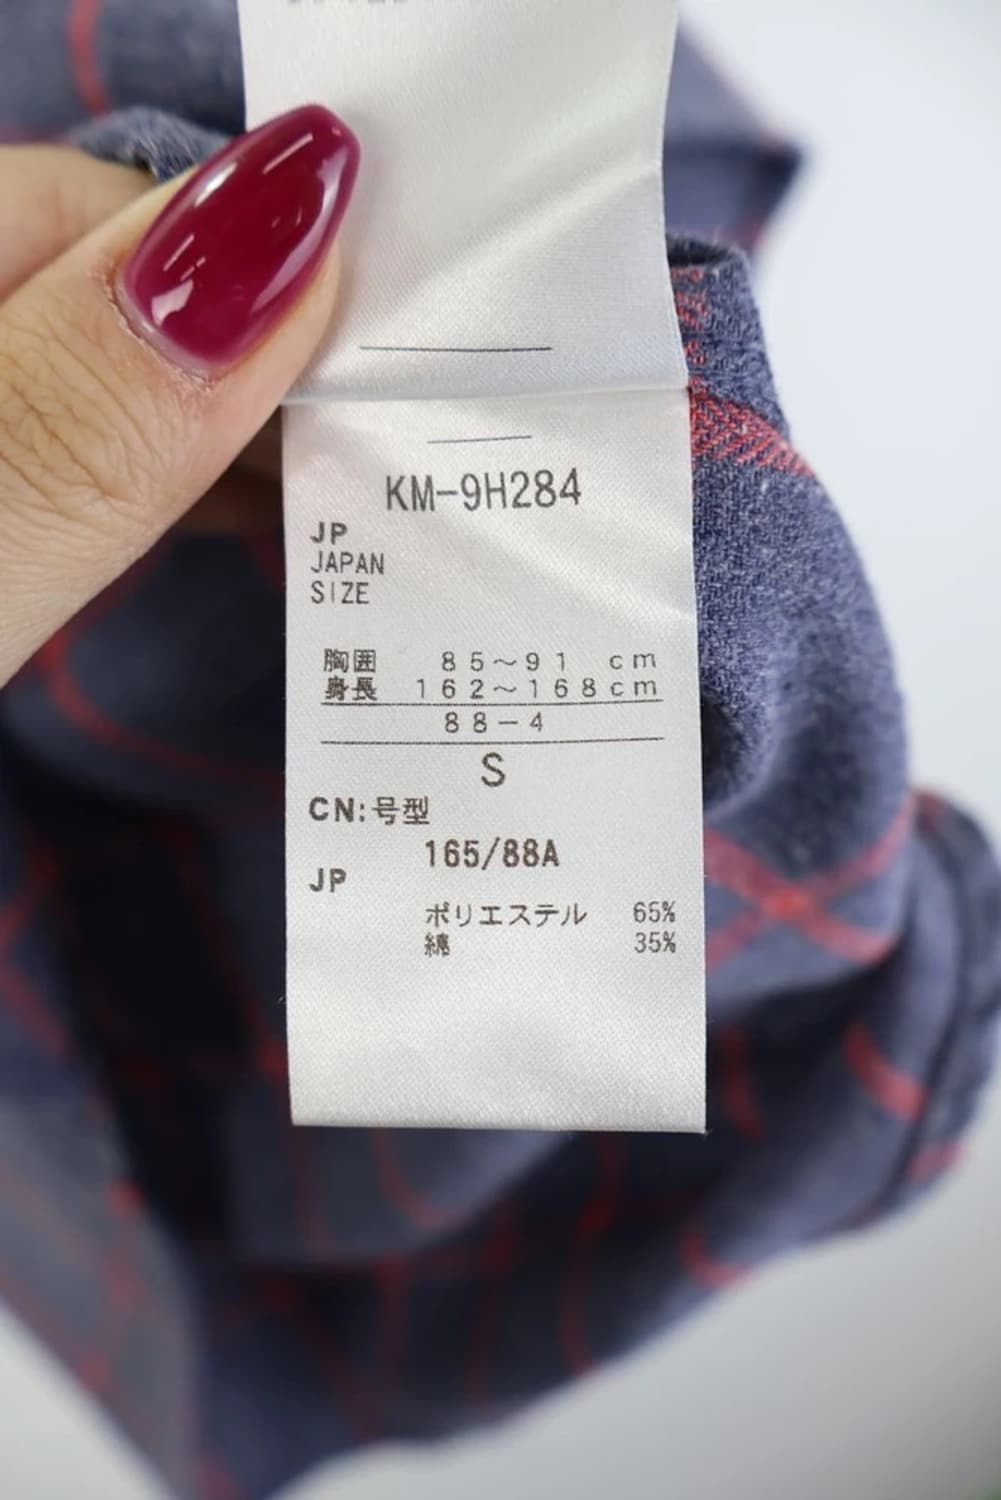 KM-9H284
JP
JAPAN
SIZE
胸囲 85~91 cm
身長 162~168cm
88-4
S
CN:号型
165/88A
JP
ポリエステル 65%
綿 35%